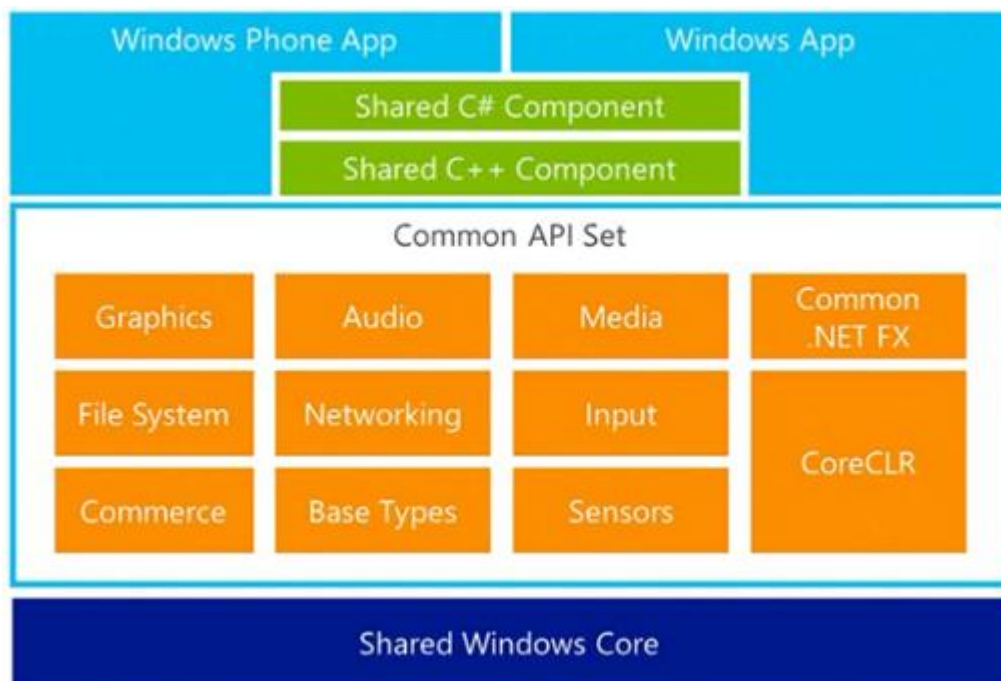 Windows Phone App
Windows App
Shared C# Component
Shared C++ Component
Common API Set
Graphics
Audio
Media
Common
.NET FX
File System
Networking
Input
CoreCLR
Commerce
Base Types
Sensors
Shared Windows Core